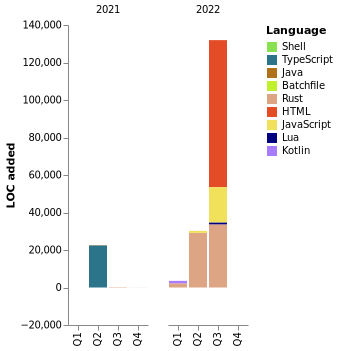 2021 2022
140,000
120,000
100,000
80,000
60,000
40,000
20,000
0
−20,000
LOC added
Q1 Q2 Q3 Q4 Q1 Q2 Q3 Q4
Language
Shell
TypeScript
Java
Batchfile
Rust
HTML
JavaScript
Lua
Kotlin